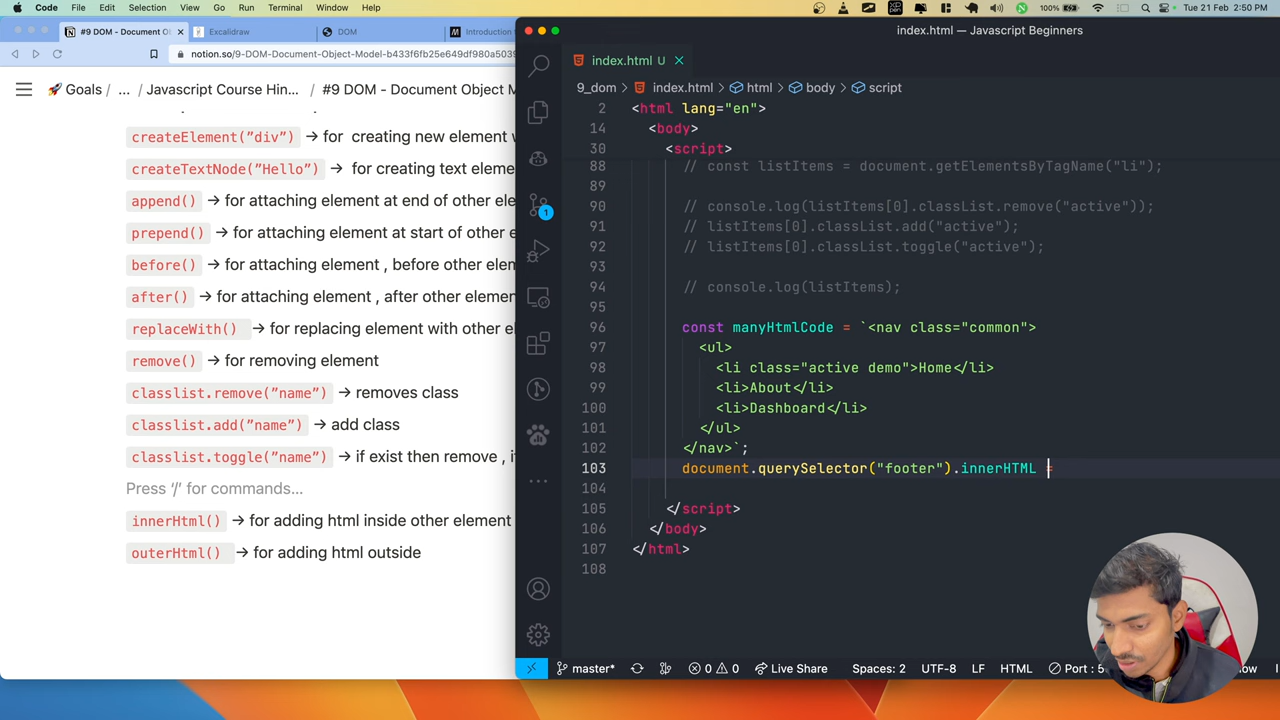 Code File Edit Selection View Go Run Terminal Window Help 100% Tue 21 Feb 2:50 PM
#9 DOM - Document O
Excalidraw
DOM
Introduction
notion.so/9-DOM-Document-Object-Model-b433f6fb25e649df980a5039
🚀 Goals / ... / Javascript Course Hin... / #9 DOM - Document Object M
createElement("div") → for creating new element w
createTextNode("Hello") → for creating text eleme
append() → for attaching element at end of other ele
prepend() → for attaching element at start of other e
before() → for attaching element , before other elem
after() → for attaching element , after other elemen
replaceWith() → for replacing element with other el
remove() → for removing element
classlist.remove("name") → removes class
classlist.add("name") → add class
classlist.toggle("name") → if exist then remove , i
Press '/' for commands...
innerHtml() → for adding html inside other element
outerHtml() → for adding html outside
index.html — Javascript Beginners
index.html U
9_dom > index.html > html > body > script
2 <html lang="en">
14 <body>
30 <script>
88 // const listItems = document.getElementsByTagName("li");
89
90 // console.log(listItems[0].classList.remove("active"));
91 // listItems[0].classList.add("active");
92 // listItems[0].classList.toggle("active");
93
94 // console.log(listItems);
95
96 const manyHtmlCode = `<nav class="common">
97 <ul>
98 <li class="active demo">Home</li>
99 <li>About</li>
100 <li>Dashboard</li>
101 </ul>
102 </nav>`;
103 document.querySelector("footer").innerHTML =
104
105 </script>
106 </body>
107 </html>
108
1
master* 0 0 Live Share Spaces: 2 UTF-8 LF HTML Port : 5